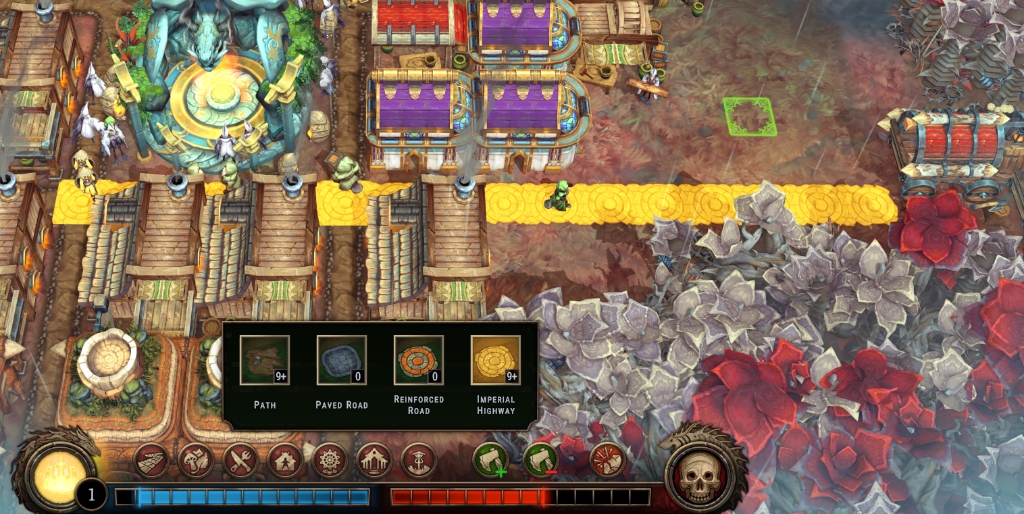 9+
0
0
9+
PATH
PAVED ROAD
REINFORCED
ROAD
IMPERIAL
HIGHWAY
1